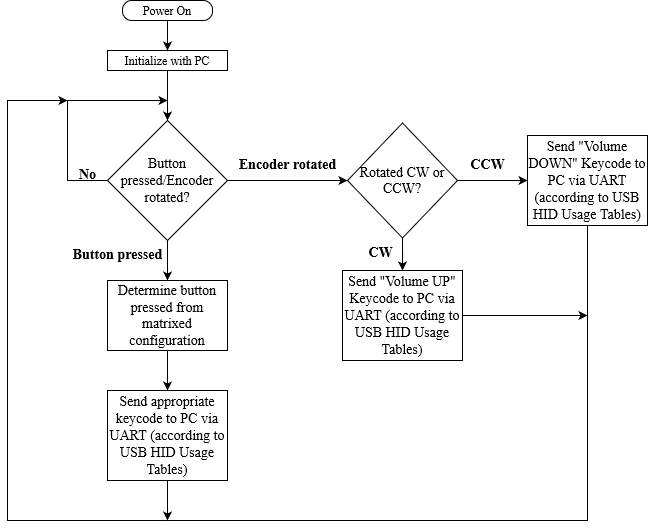 Power On
Initialize with PC
Button
pressed/Encoder
rotated?
No
Encoder rotated
Rotated CW or
CCW?
CCW
Send "Volume
DOWN" Keycode to
PC via UART
(according to USB
HID Usage Tables)
Button pressed
CW
Send "Volume UP"
Keycode to PC via
UART (according to
USB HID Usage
Tables)
Determine button
pressed from
matrixed
configuration
Send appropriate
keycode to PC via
UART (according to
USB HID Usage
Tables)